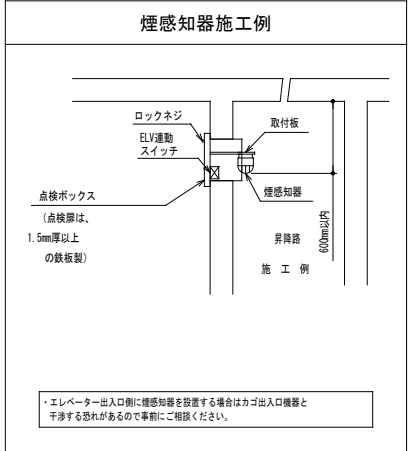 煙感知器施工例
ロックネジ
ELV連動
スイッチ
取付板
点検ボックス
(点検扉は、
1.5mm厚以上
の鉄板製)
煙感知器
昇降路
施 工 例
600mm以内
・エレベーター出入口側に煙感知器を設置する場合はカゴ出入口機器と
干渉する恐れがあるので事前にご相談ください。